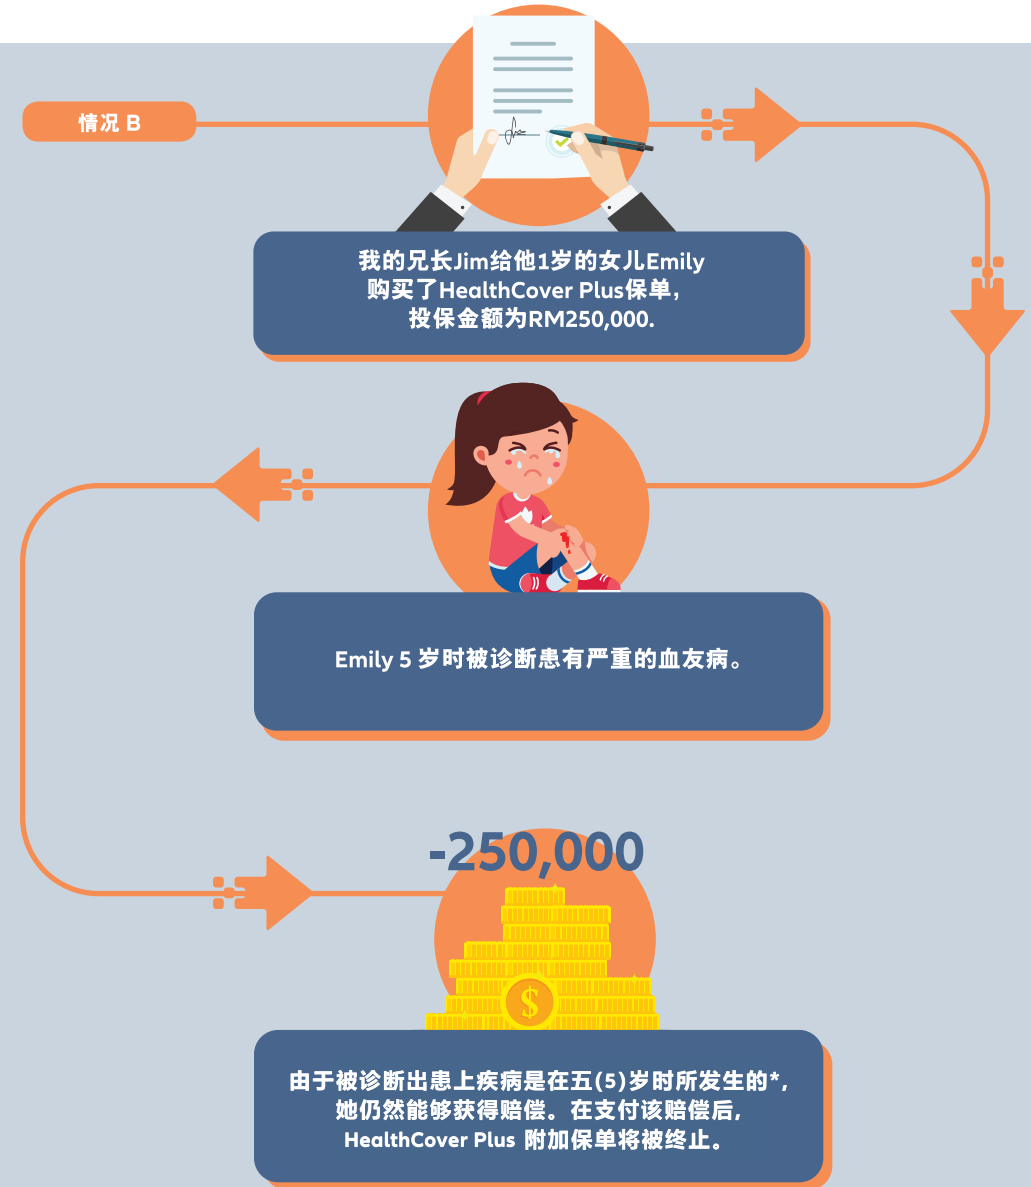 情况 B
我的兄长Jim给他1岁的女儿Emily
购买了HealthCover Plus保单，
投保金额为RM250,000.
Emily 5 岁时被诊断患有严重的血友病。
-250,000
$
由于被诊断出患上疾病是在五(5)岁时所发生的*,
她仍然能够获得赔偿。在支付该赔偿后,
HealthCover Plus 附加保单将被终止。